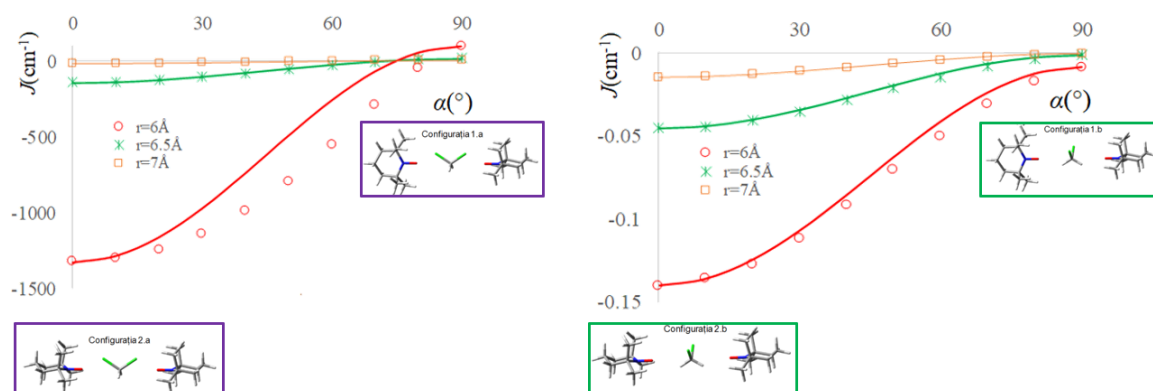 0 30 60 90
0
-500
-1000
-1500
J(cm⁻¹)
α(°)
r=6Å
r=6.5Å
r=7Å
Configurația 1.a
Configurația 2.a
0 30 60 90
0
-0.05
-0.1
-0.15
J(cm⁻¹)
α(°)
r=6Å
r=6.5Å
r=7Å
Configurația 1.b
Configurația 2.b